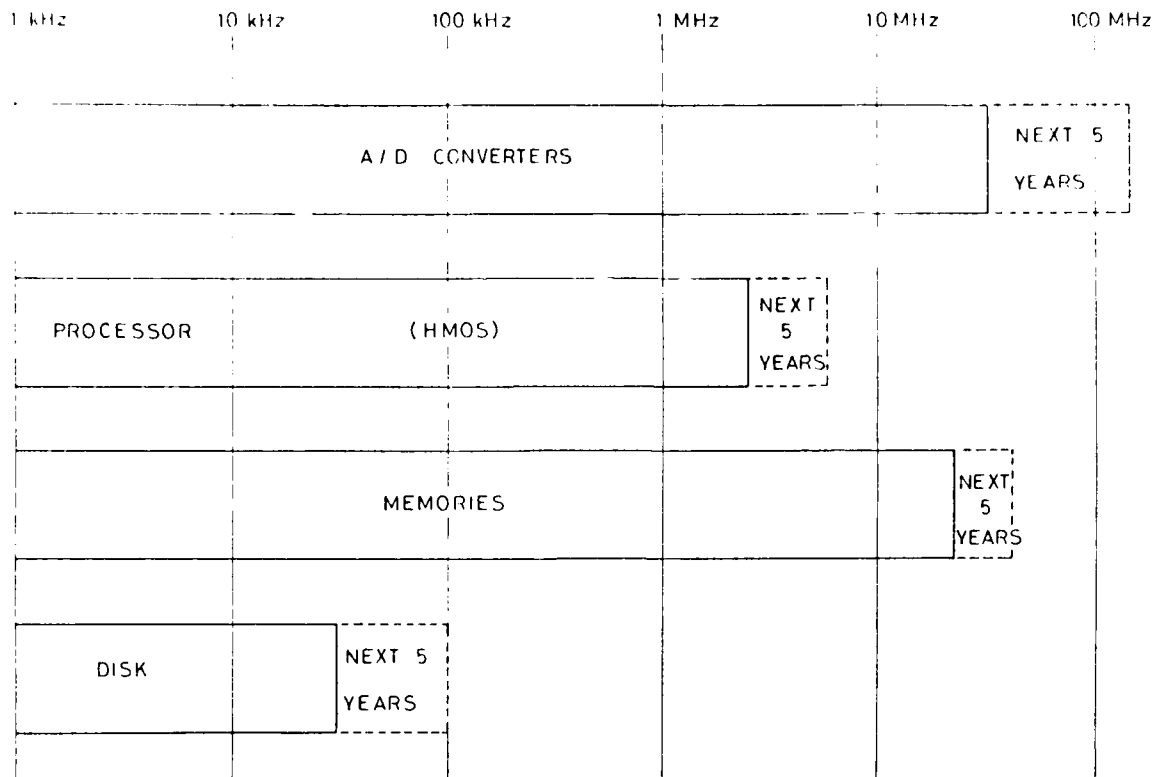 1 kHz 10 kHz 100 kHz 1 MHz 10 MHz 100 MHz
A/D CONVERTERS
NEXT 5
YEARS
PROCESSOR (HMOS)
NEXT
5
YEARS
MEMORIES
NEXT
5
YEARS
DISK
NEXT 5
YEARS